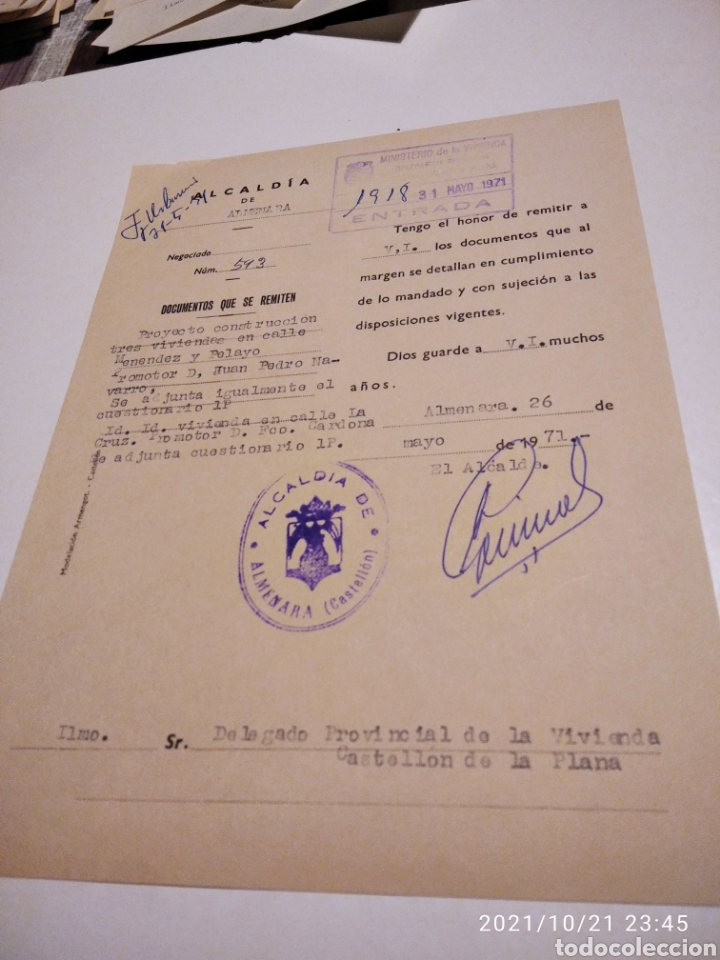 ALCALDÍA
DE
ALMENARA
Negociado
Núm. 543
DOCUMENTOS QUE SE REMITEN
Proyecto construccion
tres viviendas en calle
Menendez y Pelayo
Promotor D, Juan Pedro Na-
varro,
Se adjunta igualmente el
cuestionario 1P
Id. Id. vivienda en calle La
Cruz. Promotor D. Fco. Cardona
Se adjunta cuestionario 1P.
MINISTERIO de la VIVIENDA
1918 31 MAYO 1971
ENTRADA
Tengo el honor de remitir a
V,I. los documentos que al
margen se detallan en cumplimiento
de lo mandado y con sujeción a las
disposiciones vigentes.
Dios guarde a V.I. muchos
años.
Almenara. 26 de
mayo de 1971.-
El Alcalde.
ALCALDIA DE
ALMENARA (Castellón)
Modelación Armengot. -
Ilmo. Sr. Delegado Provincial de la Vivienda
Castellón de la Plana
2021/10/21 23:45
todocoleccion